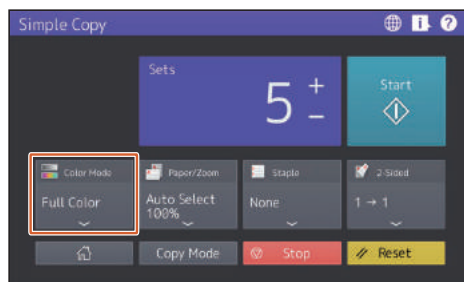 Simple Copy
Sets
5 + -
Start
Color Mode
Full Color
Paper/Zoom
Auto Select
100%
Staple
None
2-Sided
1 → 1
Copy Mode
Stop
Reset